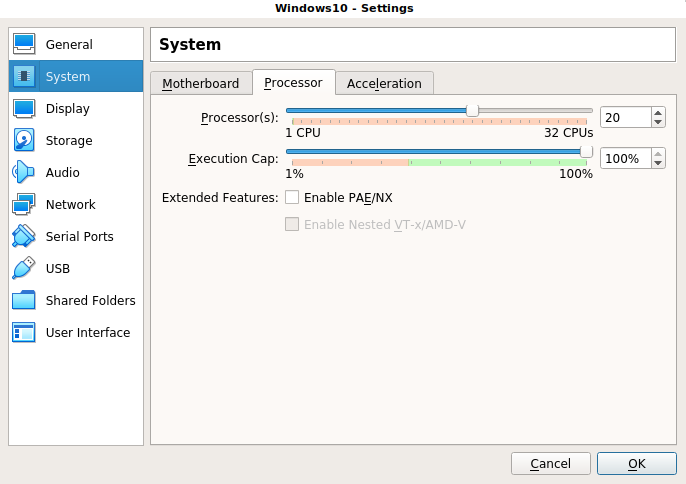 Windows10 - Settings
General
System
Display
Storage
Audio
Network
Serial Ports
USB
Shared Folders
User Interface
System
Motherboard Processor Acceleration
Processor(s): 20
1 CPU 32 CPUs
Execution Cap: 100%
1% 100%
Extended Features: Enable PAE/NX
Enable Nested VT-x/AMD-V
Cancel OK